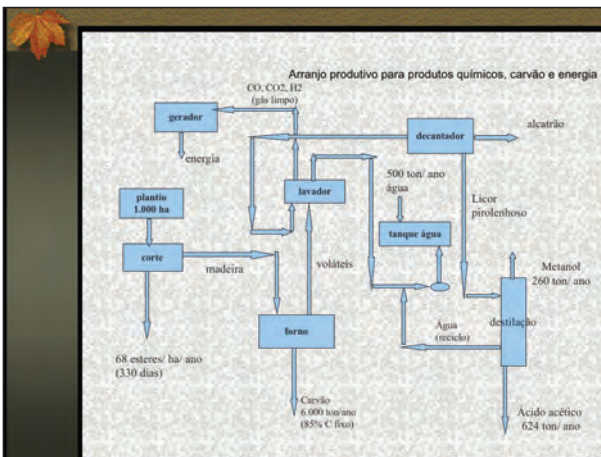 Arranjo produtivo para produtos químicos, carvão e energia
CO, CO2, H2
(gás limpo)
gerador
decantador
alcatrão
energia
500 ton/ ano
água
plantio
1.000 ha
lavador
Licor
pirolenhoso
tanque água
corte
madeira
voláteis
Metanol
260 ton/ ano
forno
Água
(reciclo)
destilação
68 esteres/ ha/ ano
(330 dias)
Carvão
6.000 ton/ano
(85% C fixo)
Ácido acético
624 ton/ ano